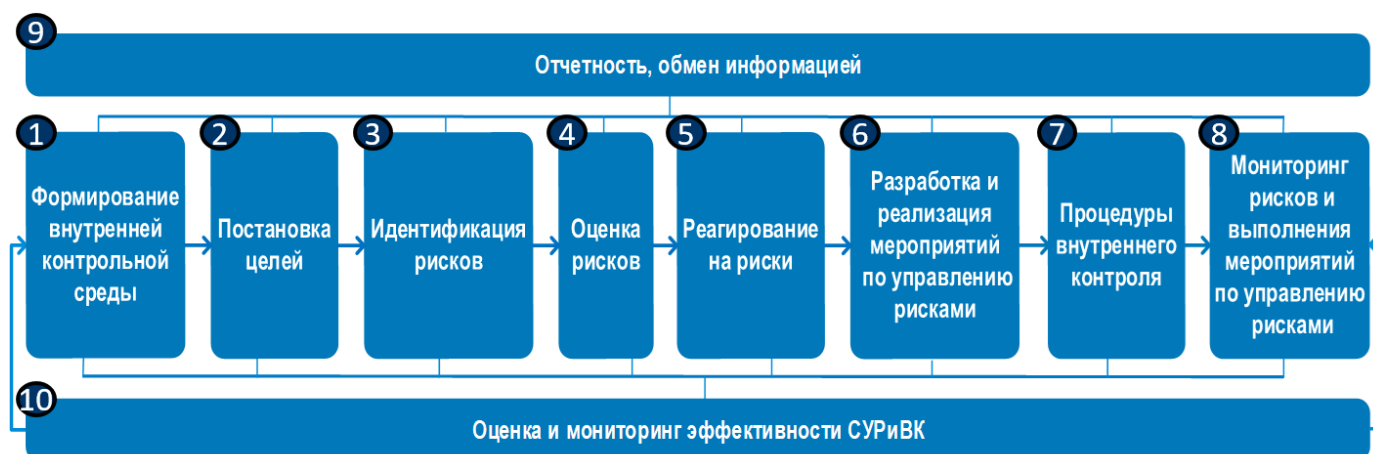 9
Отчетность, обмен информацией
1
Формирование
внутренней
контрольной
среды
2
Постановка
целей
3
Идентификация
рисков
4
Оценка
рисков
5
Реагирование
на риски
6
Разработка и
реализация
мероприятий
по управлению
рисками
7
Процедуры
внутреннего
контроля
8
Мониторинг
рисков и
выполнения
мероприятий
по управлению
рисками
10
Оценка и мониторинг эффективности СУРиВК